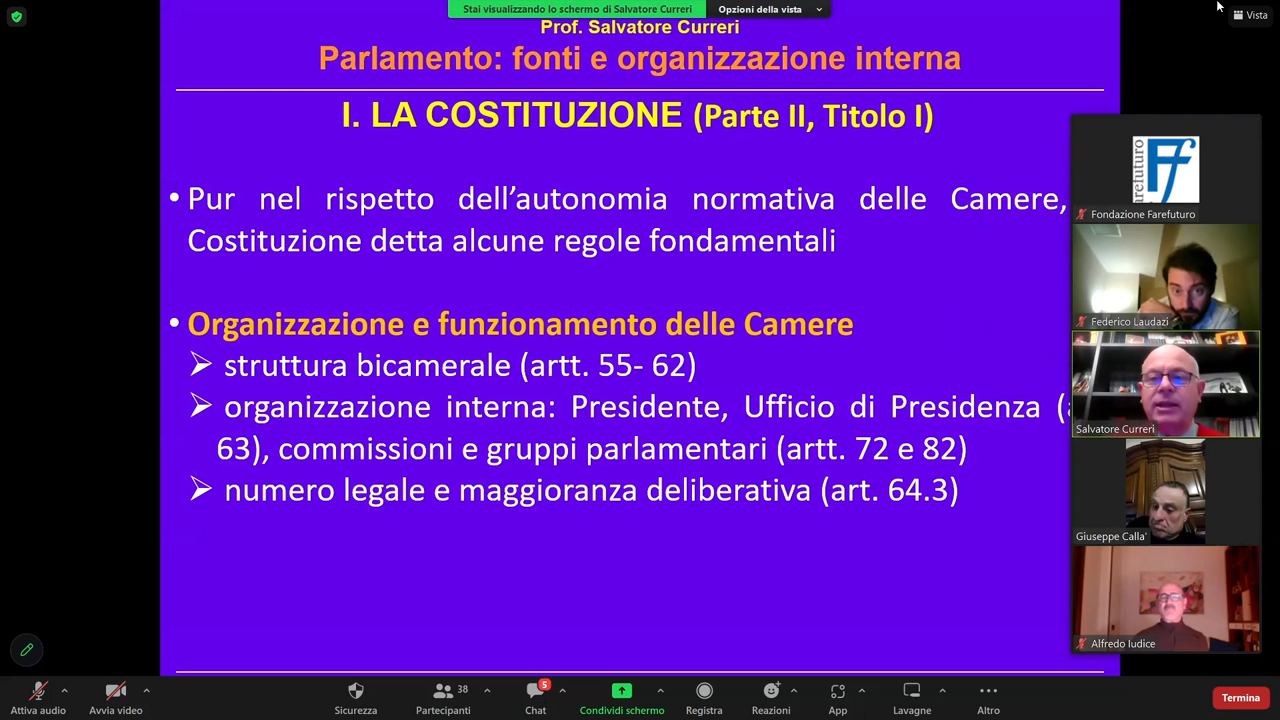 Stai visualizzando lo schermo di Salvatore Curreri
Opzioni della vista
Vista
Prof. Salvatore Curreri
Parlamento: fonti e organizzazione interna
I. LA COSTITUZIONE (Parte II, Titolo I)
• Pur nel rispetto dell’autonomia normativa delle Camere,
Costituzione detta alcune regole fondamentali
• Organizzazione e funzionamento delle Camere
➢ struttura bicamerale (artt. 55- 62)
➢ organizzazione interna: Presidente, Ufficio di Presidenza (
63), commissioni e gruppi parlamentari (artt. 72 e 82)
➢ numero legale e maggioranza deliberativa (art. 64.3)
arefuturo
Ff
Fondazione Farefuturo
Federico Laudazi
Salvatore Curreri
Giuseppe Calla'
Alfredo Iudice
Attiva audio
Avvia video
Sicurezza
38
Partecipanti
5
Chat
Condividi schermo
Registra
Reazioni
App
Lavagne
Altro
Termina